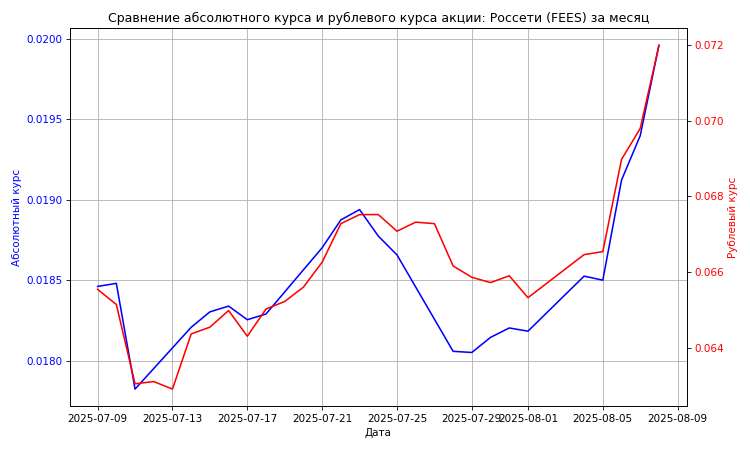 Сравнение абсолютного курса и рублевого курса акции: Россети (FEES) за месяц
0.0200
0.0195
0.0190
0.0185
0.0180
Абсолютный курс
0.072
0.070
0.068
0.066
0.064
Рублевый курс
2025-07-09 2025-07-13 2025-07-17 2025-07-21 2025-07-25 2025-07-29 2025-08-01 2025-08-05 2025-08-09
Дата